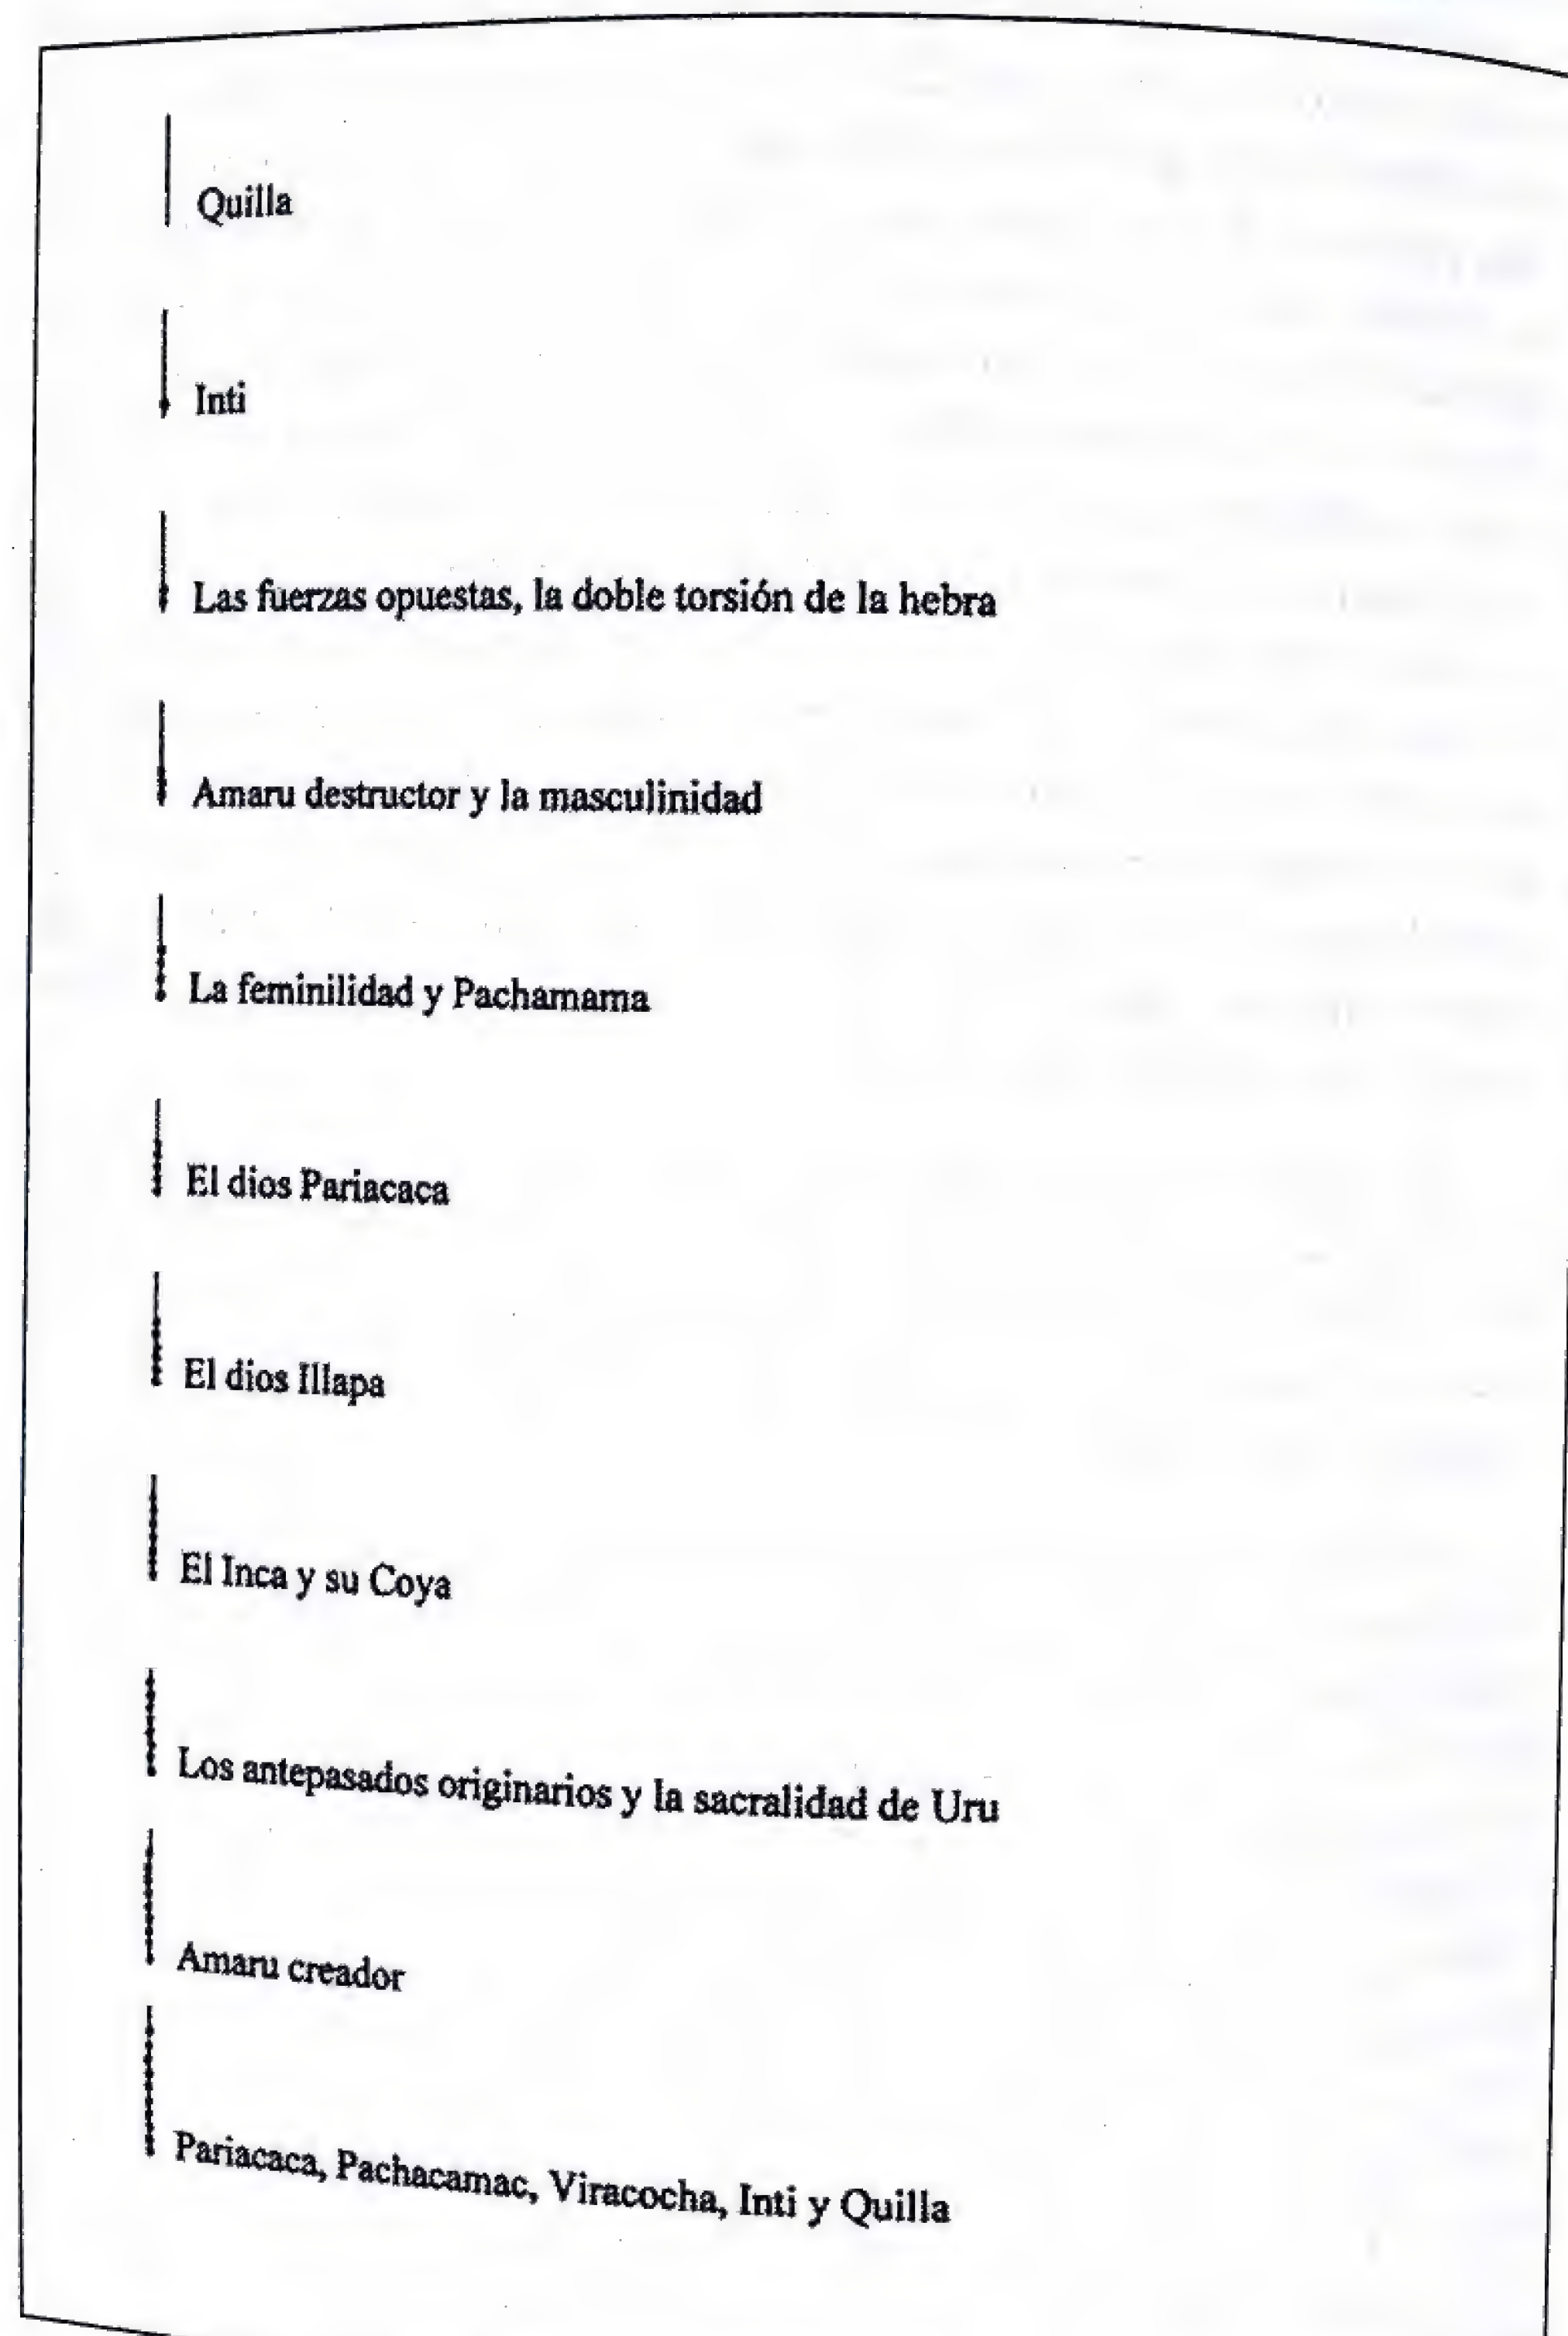 Quilla
Inti
Las fuerzas opuestas, la doble torsión de la hebra
Amaru destructor y la masculinidad
La feminilidad y Pachamama
El dios Pariacaca
El dios Illapa
El Inca y su Coya
Los antepasados originarios y la sacralidad de Uru
Amaru creador
Pariacaca, Pachacamac, Viracocha, Inti y Quilla